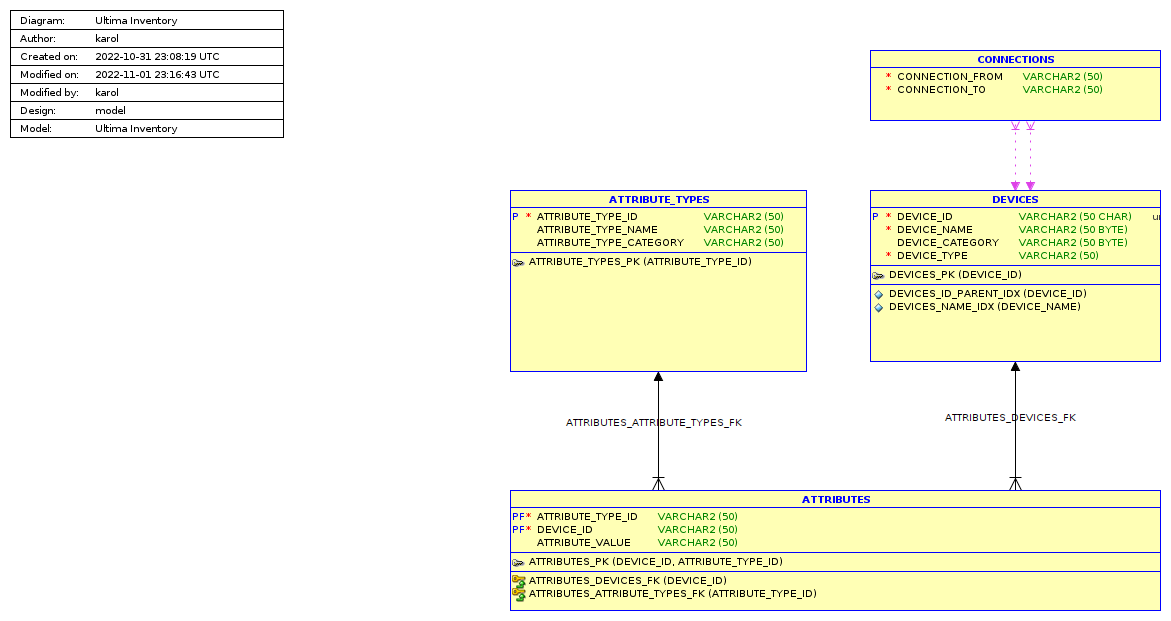 Diagram: Ultima Inventory
Author: karol
Created on: 2022-10-31 23:08:19 UTC
Modified on: 2022-11-01 23:16:43 UTC
Modified by: karol
Design: model
Model: Ultima Inventory
CONNECTIONS
* CONNECTION_FROM VARCHAR2 (50)
* CONNECTION_TO VARCHAR2 (50)
ATTRIBUTE_TYPES
P * ATTRIBUTE_TYPE_ID VARCHAR2 (50)
ATTRIBUTE_TYPE_NAME VARCHAR2 (50)
ATTIRBUTE_TYPE_CATEGORY VARCHAR2 (50)
ATTRIBUTE_TYPES_PK (ATTRIBUTE_TYPE_ID)
DEVICES
P * DEVICE_ID VARCHAR2 (50 CHAR)
* DEVICE_NAME VARCHAR2 (50 BYTE)
DEVICE_CATEGORY VARCHAR2 (50 BYTE)
* DEVICE_TYPE VARCHAR2 (50)
DEVICES_PK (DEVICE_ID)
DEVICES_ID_PARENT_IDX (DEVICE_ID)
DEVICES_NAME_IDX (DEVICE_NAME)
ATTRIBUTES_ATTRIBUTE_TYPES_FK
ATTRIBUTES_DEVICES_FK
ATTRIBUTES
PF* ATTRIBUTE_TYPE_ID VARCHAR2 (50)
PF* DEVICE_ID VARCHAR2 (50)
ATTRIBUTE_VALUE VARCHAR2 (50)
ATTRIBUTES_PK (DEVICE_ID, ATTRIBUTE_TYPE_ID)
ATTRIBUTES_DEVICES_FK (DEVICE_ID)
ATTRIBUTES_ATTRIBUTE_TYPES_FK (ATTRIBUTE_TYPE_ID)